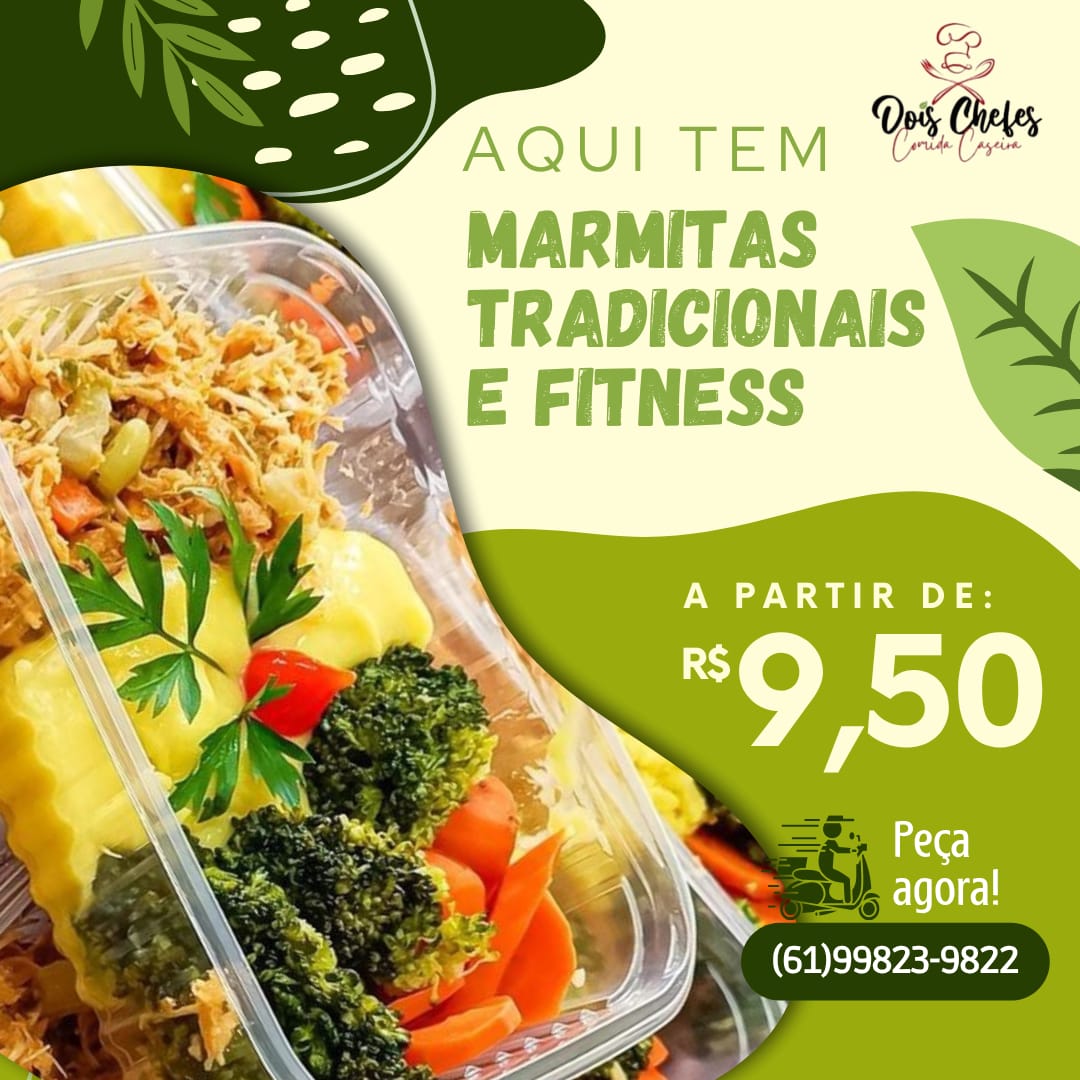 Dois Chefes
Comida Caseira
AQUI TEM
MARMITAS
TRADICIONAIS
E FITNESS
A PARTIR DE:
R$9,50
Peça
agora!
(61)99823-9822